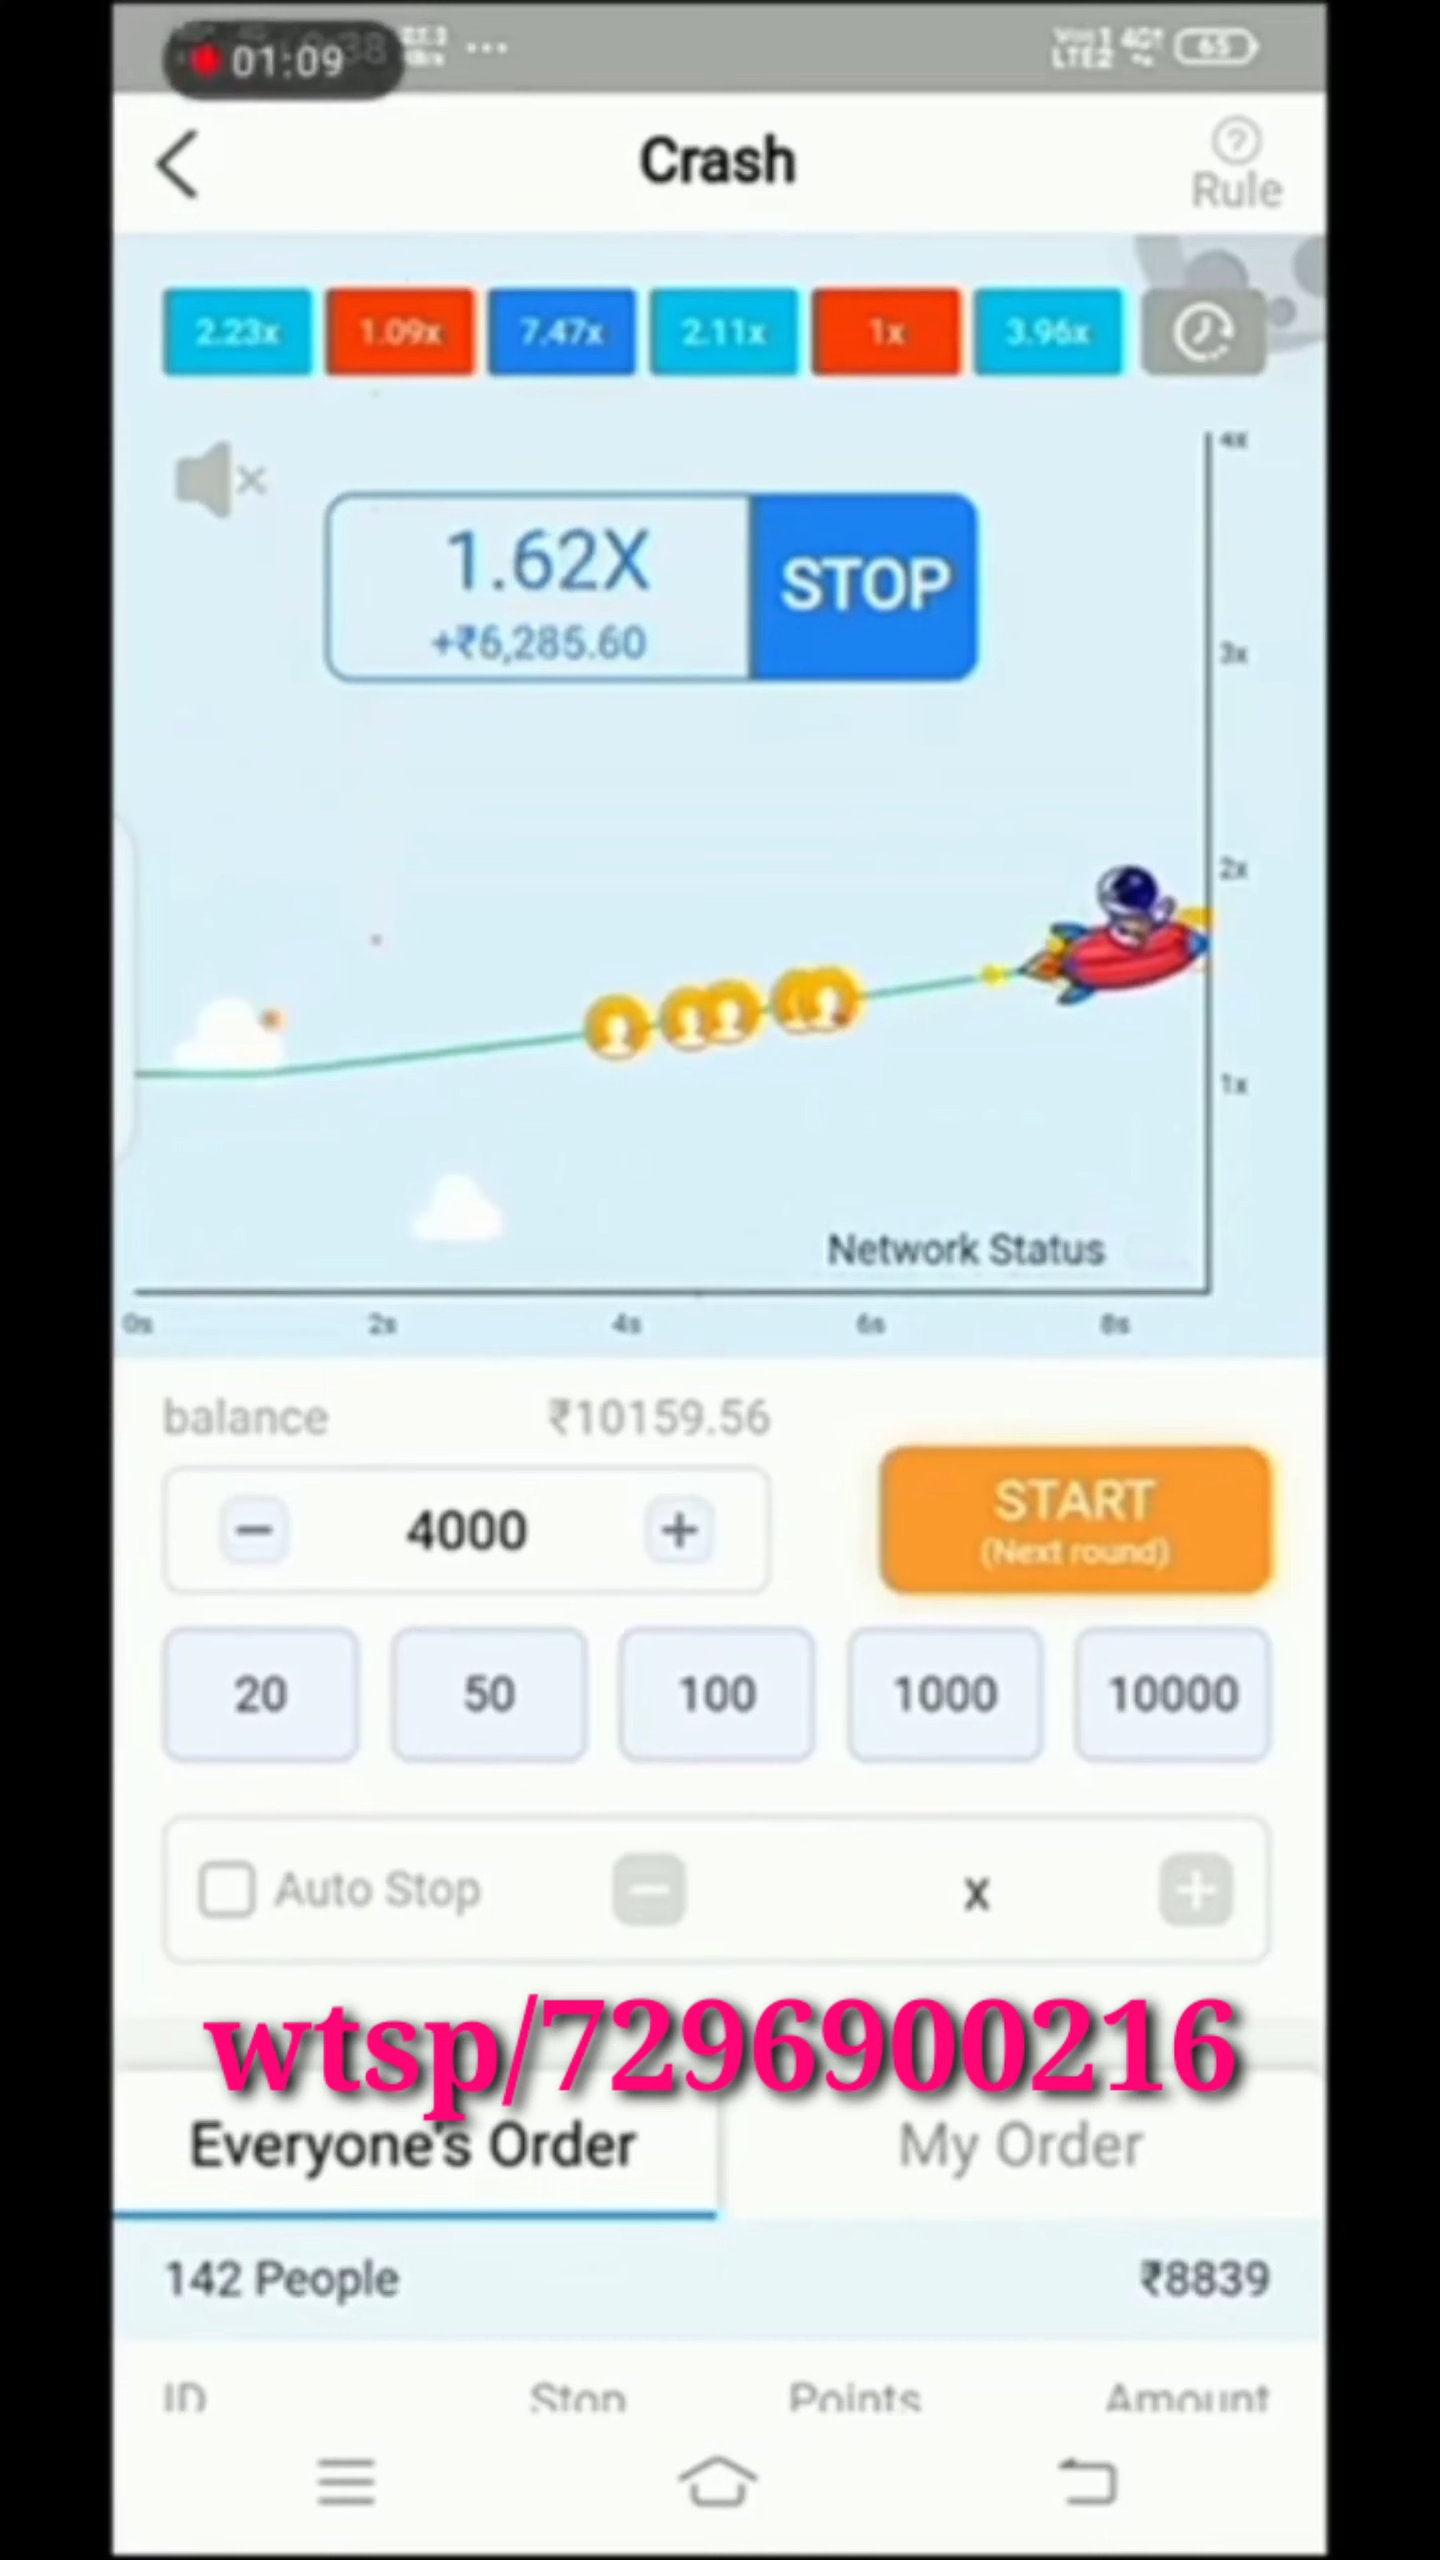 01:09
LTE2 4G 65
Crash
Rule
2.23x 1.09x 7.47x 2.11x 1x 3.96x
4x
1.62X
+₹6,285.60
STOP
3x
2x
1x
Network Status
0s 2s 4s 6s 8s
balance ₹10159.56
4000
START
(Next round)
20 50 100 1000 10000
Auto Stop x
wtsp/7296900216
Everyone's Order My Order
142 People ₹8839
ID Stop Points Amount